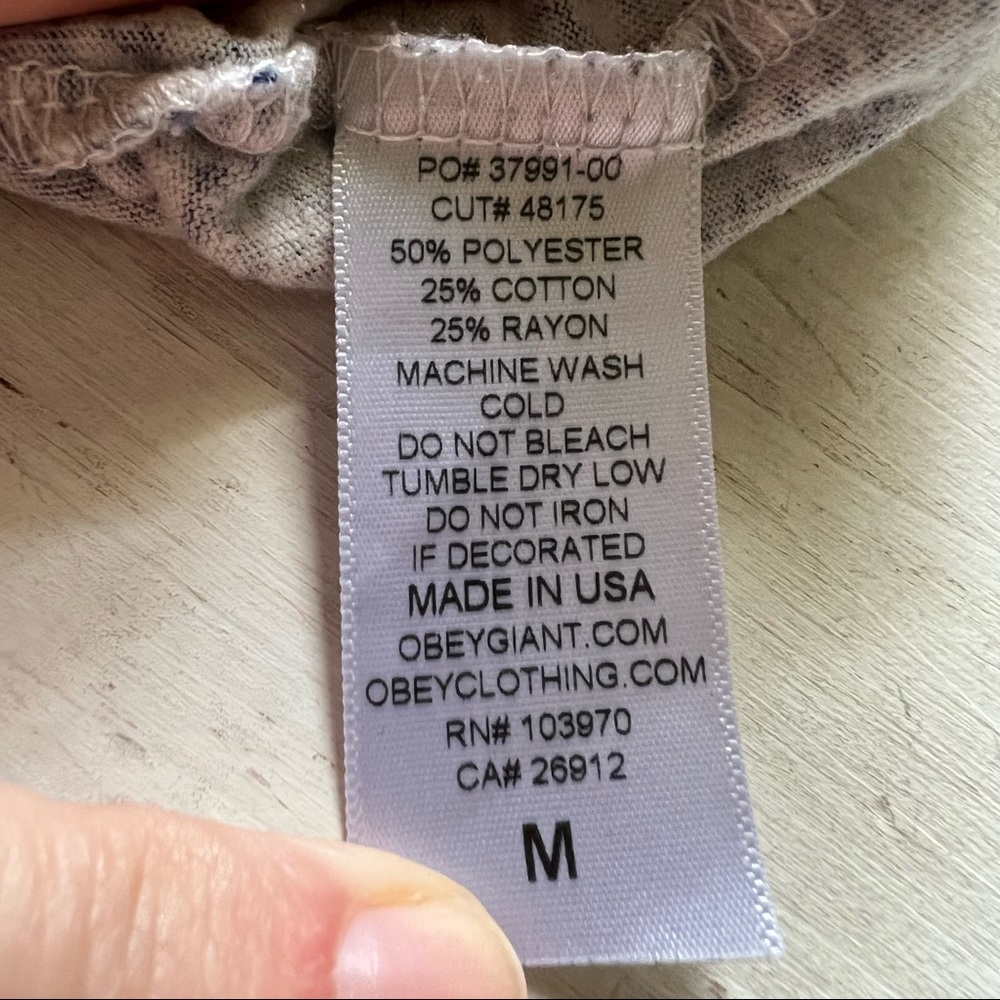 PO# 37991-00
CUT# 48175
50% POLYESTER
25% COTTON
25% RAYON
MACHINE WASH
COLD
DO NOT BLEACH
TUMBLE DRY LOW
DO NOT IRON
IF DECORATED
MADE IN USA
OBEYGIANT.COM
OBEYCLOTHING.COM
RN# 103970
CA# 26912
M